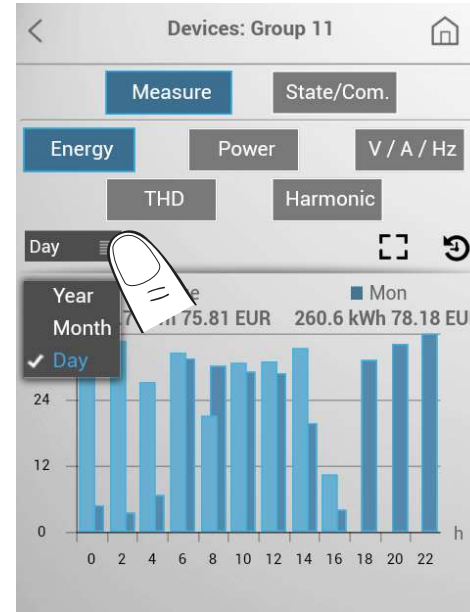 Devices: Group 11
Measure State/Com.
Energy Power V / A / Hz
THD Harmonic
Day
Year
Month
Day
Mon
75.81 EUR 260.6 kWh 78.18 EU
24
12
0
h
0 2 4 6 8 10 12 14 16 18 20 22